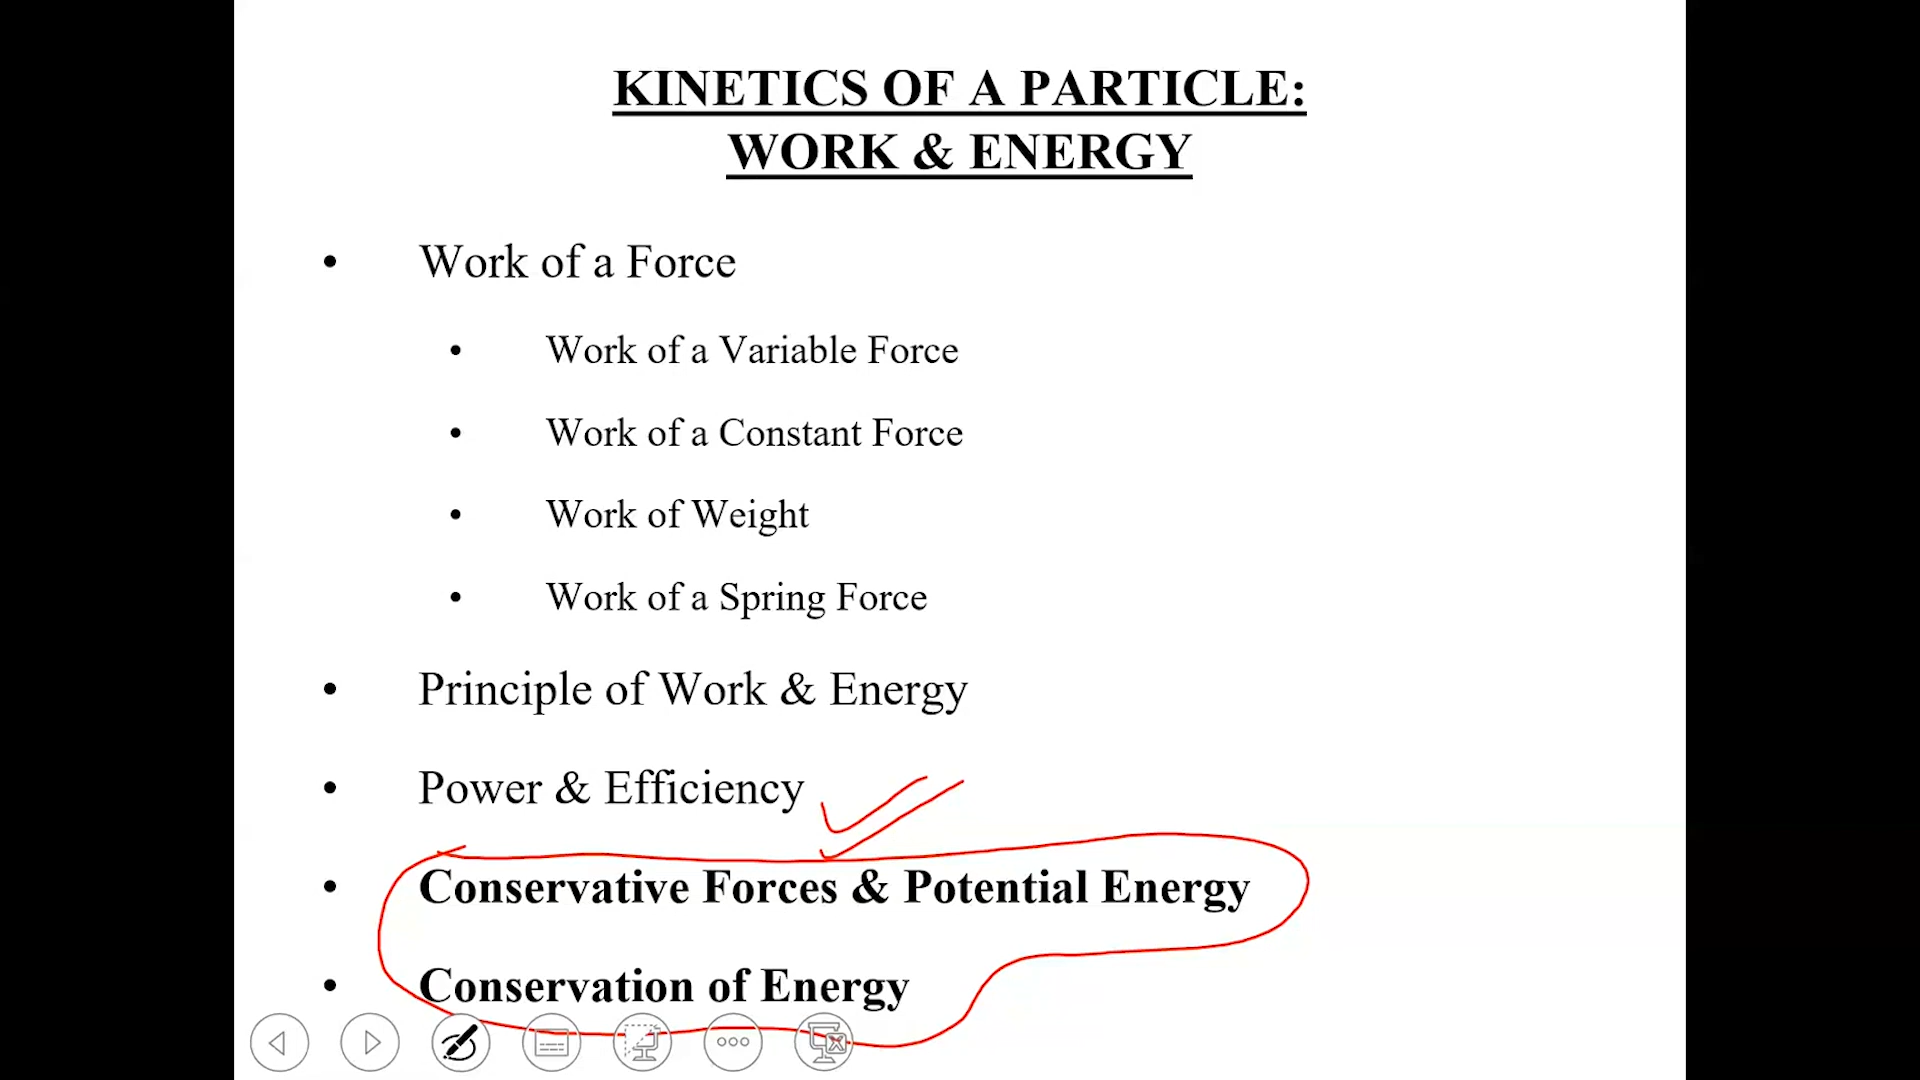 KINETICS OF A PARTICLE:
WORK & ENERGY
• Work of a Force
• Work of a Variable Force
• Work of a Constant Force
• Work of Weight
• Work of a Spring Force
• Principle of Work & Energy
• Power & Efficiency
• Conservative Forces & Potential Energy
• Conservation of Energy